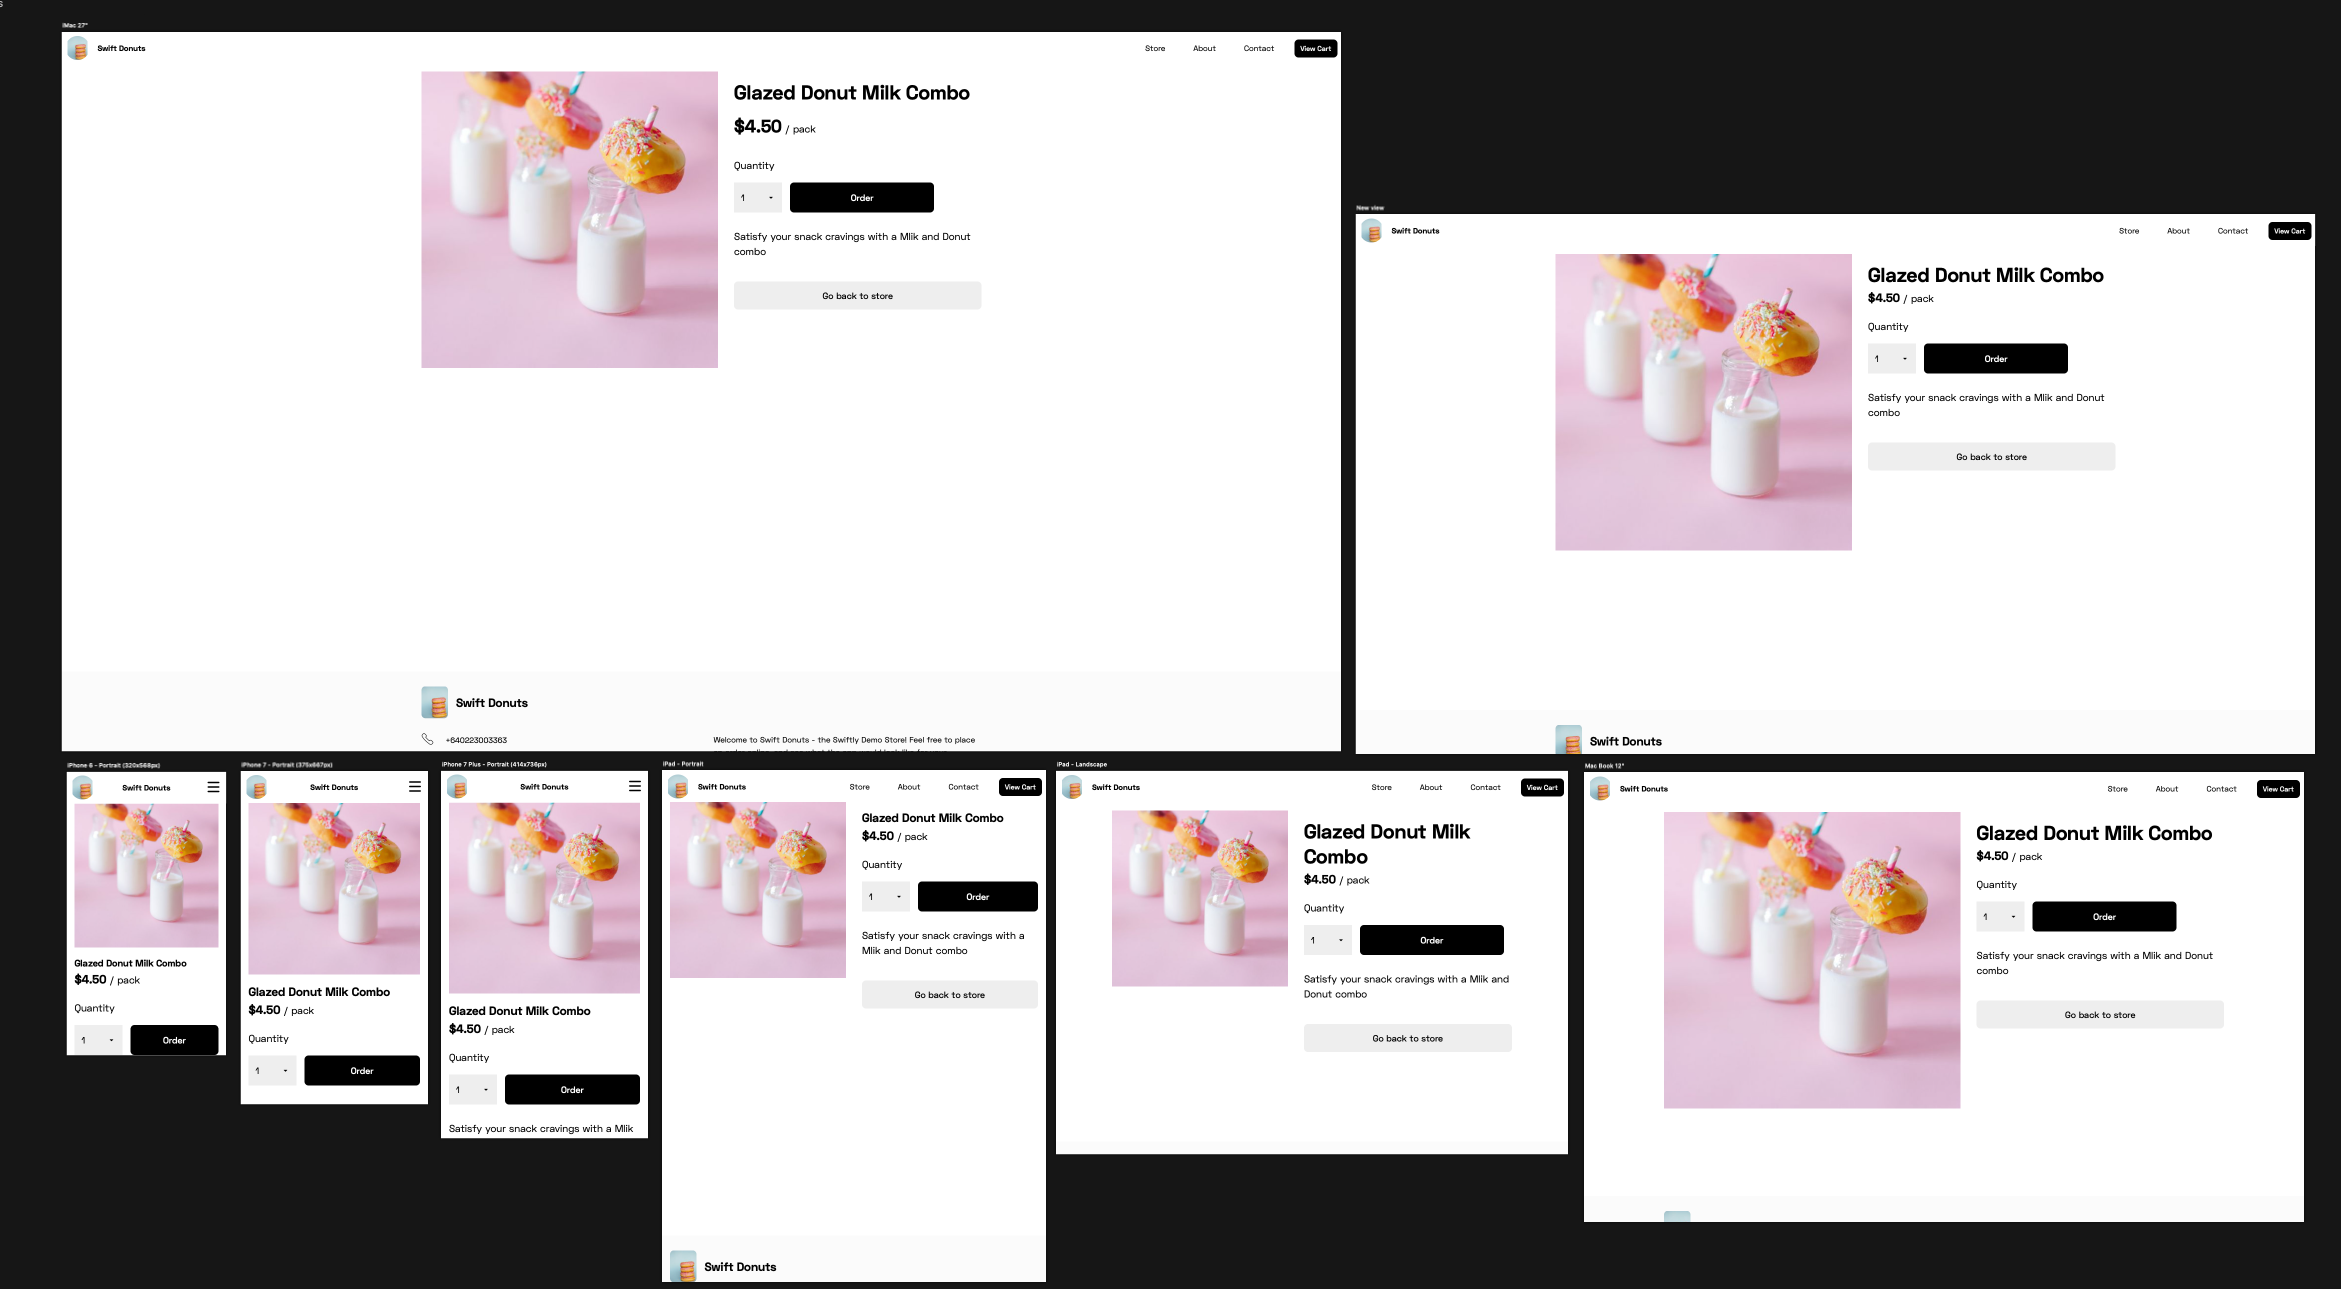 s
iMac 27"
Swift Donuts
Store About Contact View Cart
Glazed Donut Milk Combo
$4.50 / pack
Quantity
1 Order
Satisfy your snack cravings with a Mlik and Donut
combo
Go back to store
Swift Donuts
+640223003363
Welcome to Swift Donuts - the Swiftly Demo Store! Feel free to place
New view
Swift Donuts
Store About Contact View Cart
Glazed Donut Milk Combo
$4.50 / pack
Quantity
1 Order
Satisfy your snack cravings with a Mlik and Donut
combo
Go back to store
Swift Donuts
iPhone 6 - Portrait (320x568px)
Swift Donuts
Glazed Donut Milk Combo
$4.50 / pack
Quantity
1 Order
iPhone 7 - Portrait (375x667px)
Swift Donuts
Glazed Donut Milk Combo
$4.50 / pack
Quantity
1 Order
iPhone 7 Plus - Portrait (414x736px)
Swift Donuts
Glazed Donut Milk Combo
$4.50 / pack
Quantity
1 Order
Satisfy your snack cravings with a Mlik
iPad - Portrait
Swift Donuts
Store About Contact View Cart
Glazed Donut Milk Combo
$4.50 / pack
Quantity
1 Order
Satisfy your snack cravings with a
Mlik and Donut combo
Go back to store
Swift Donuts
iPad - Landscape
Swift Donuts
Store About Contact View Cart
Glazed Donut Milk
Combo
$4.50 / pack
Quantity
1 Order
Satisfy your snack cravings with a Mlik and
Donut combo
Go back to store
Mac Book 12"
Swift Donuts
Store About Contact View Cart
Glazed Donut Milk Combo
$4.50 / pack
Quantity
1 Order
Satisfy your snack cravings with a Mlik and Donut
combo
Go back to store